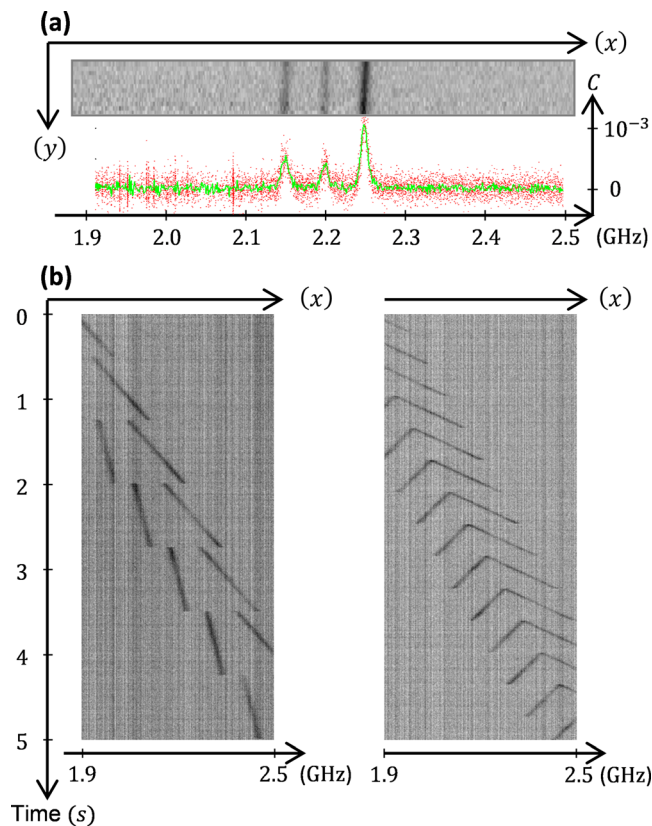 (a)
(x)
C
(y)
10⁻³
0
1.9 2.0 2.1 2.2 2.3 2.4 2.5 (GHz)
(b)
0 (x) (x)
1
2
3
4
5
1.9 2.5 (GHz) 1.9 2.5 (GHz)
Time (s)